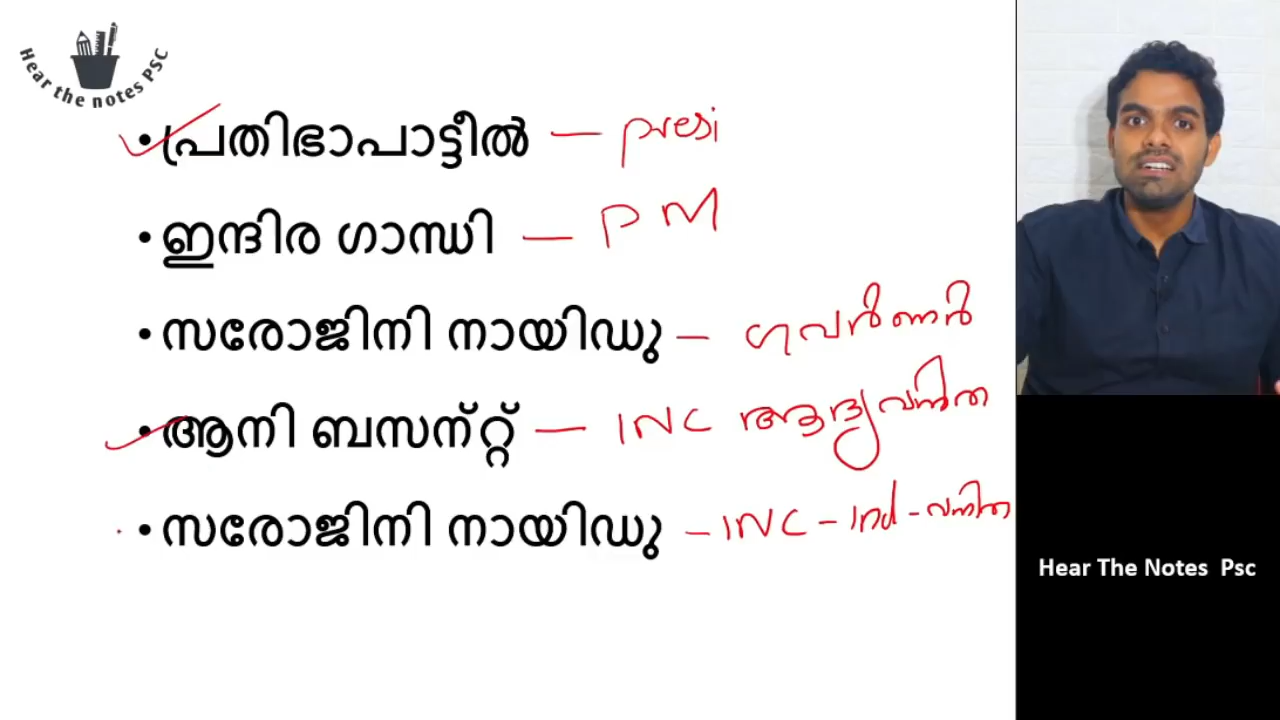 Hear the notes PSC
• പ്രതിഭാപാട്ടീൽ — presi
• ഇന്ദിര ഗാന്ധി — PM
• സരോജിനി നായിഡു — ഗവർണർ
• ആനി ബസന്റ്റ് — INC ആദ്യവനിത
• സരോജിനി നായിഡു — INC - Ind - വനിത
Hear The Notes Psc